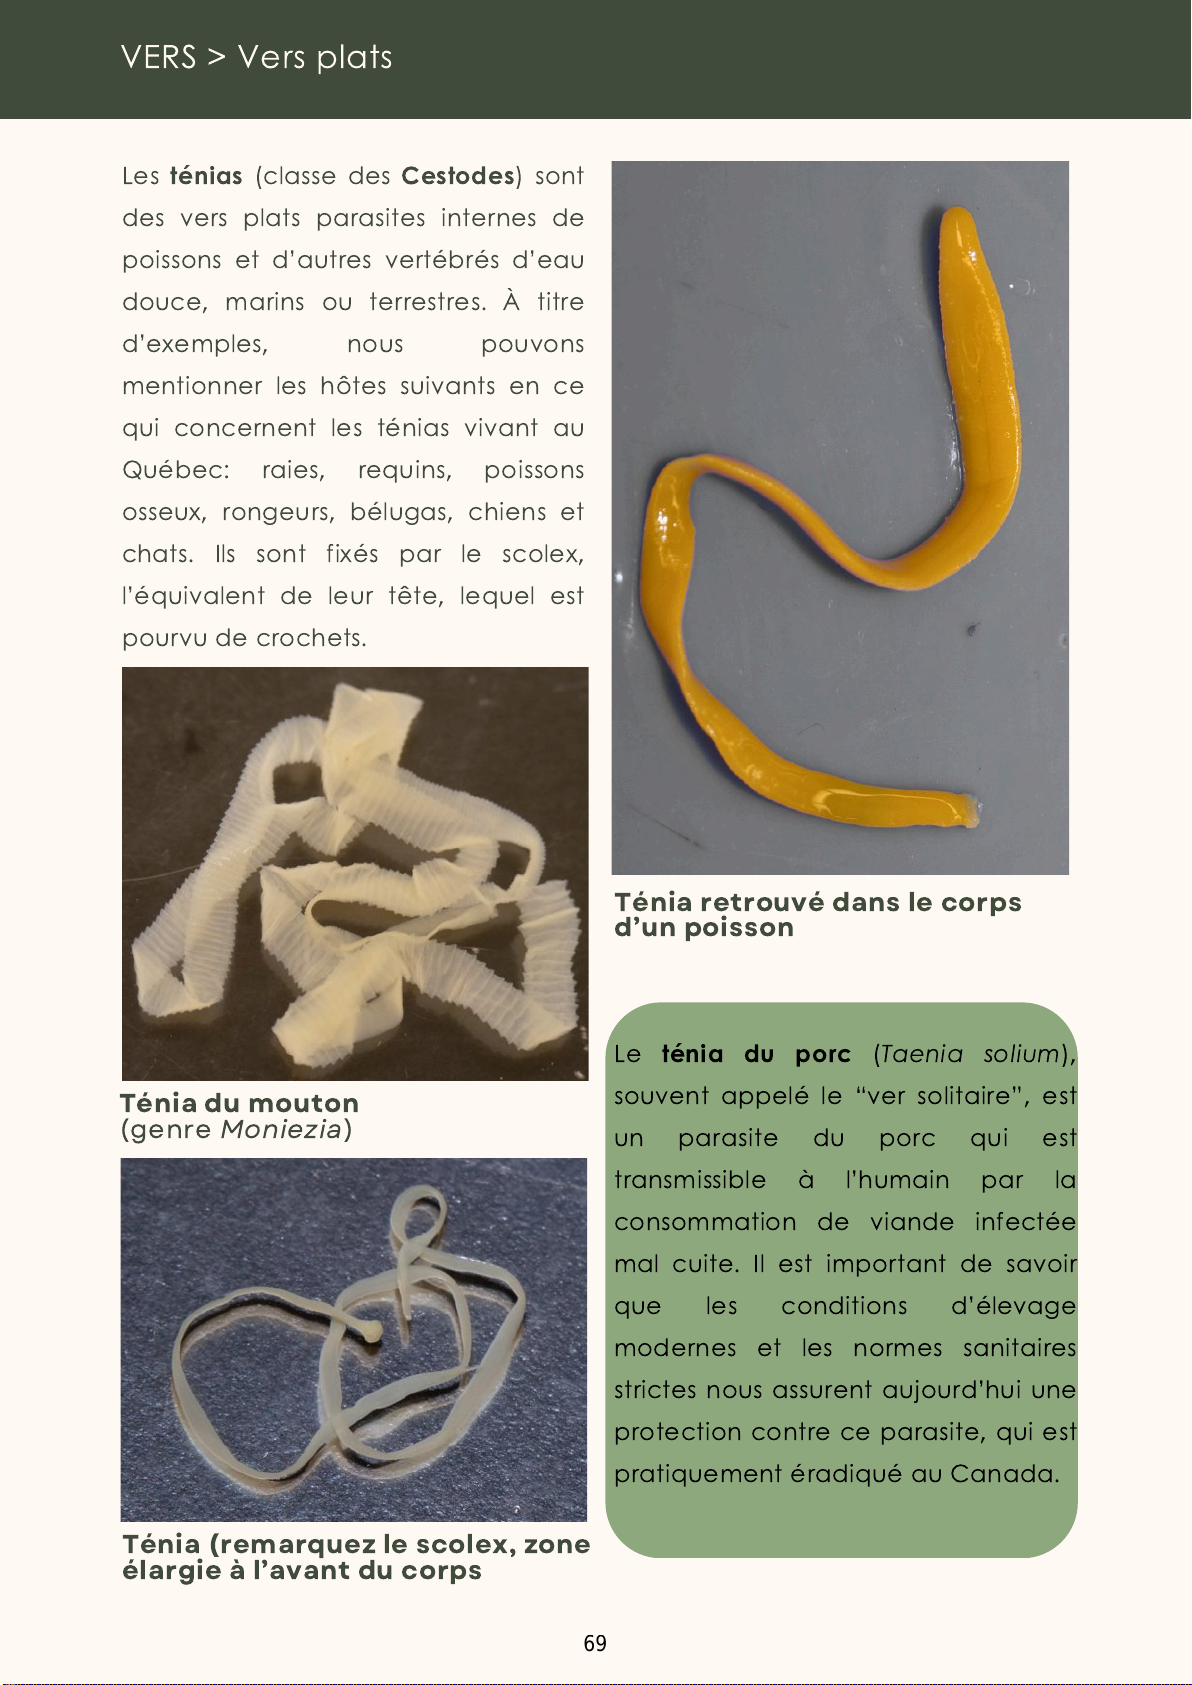 VERS > Vers plats
Les ténias (classe des Cestodes) sont
des vers plats parasites internes de
poissons et d'autres vertébrés d'eau
douce, marins ou terrestres. À titre
d'exemples, nous pouvons
mentionner les hôtes suivants en ce
qui concernent les ténias vivant au
Québec: raies, requins, poissons
osseux, rongeurs, bélugas, chiens et
chats. Ils sont fixés par le scolex,
l'équivalent de leur tête, lequel est
pourvu de crochets.
Ténia du mouton
(genre Moniezia)
Ténia (remarquez le scolex, zone
élargie à l'avant du corps
Ténia retrouvé dans le corps
d'un poisson
Le ténia du porc (Taenia solium),
souvent appelé le “ver solitaire”, est
un parasite du porc qui est
transmissible à l'humain par la
consommation de viande infectée
mal cuite. Il est important de savoir
que les conditions d'élevage
modernes et les normes sanitaires
strictes nous assurent aujourd'hui une
protection contre ce parasite, qui est
pratiquement éradiqué au Canada.
69